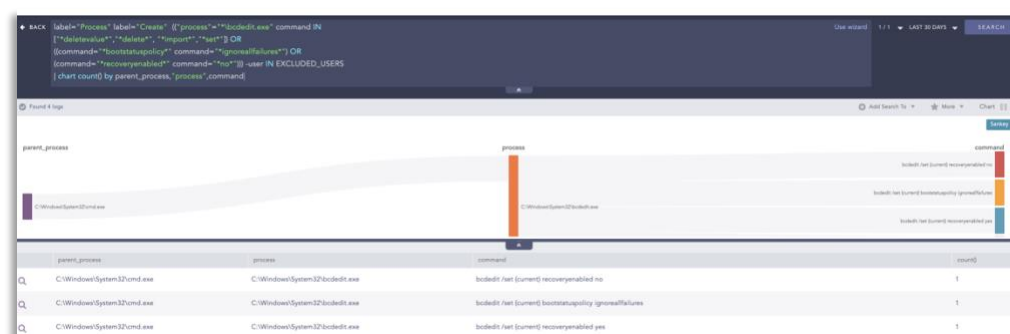 BACK
label="Process" label="Create" (("process"="*\bcdedit.exe" command IN
["*deletevalue*","*delete*", "*import*","*set*"]) OR
((command="*bootstatuspolicy*" command="*ignoreallfailures*") OR
(command="*recoveryenabled*" command="*no*"))) -user IN EXCLUDED_USERS
| chart count() by parent_process,"process",command
Use wizard 1 / 1 LAST 30 DAYS SEARCH
Found 4 logs
Add Search To More Chart
Sankey
parent_process process command
bcdedit /set {current} recoveryenabled no
bcdedit /set {current} bootstatuspolicy ignoreallfailures
C:\Windows\System32\cmd.exe C:\Windows\System32\bcdedit.exe
bcdedit /set {current} recoveryenabled yes
parent_process process command count()
C:\Windows\System32\cmd.exe C:\Windows\System32\bcdedit.exe bcdedit /set {current} recoveryenabled no 1
C:\Windows\System32\cmd.exe C:\Windows\System32\bcdedit.exe bcdedit /set {current} bootstatuspolicy ignoreallfailures 1
C:\Windows\System32\cmd.exe C:\Windows\System32\bcdedit.exe bcdedit /set {current} recoveryenabled yes 1